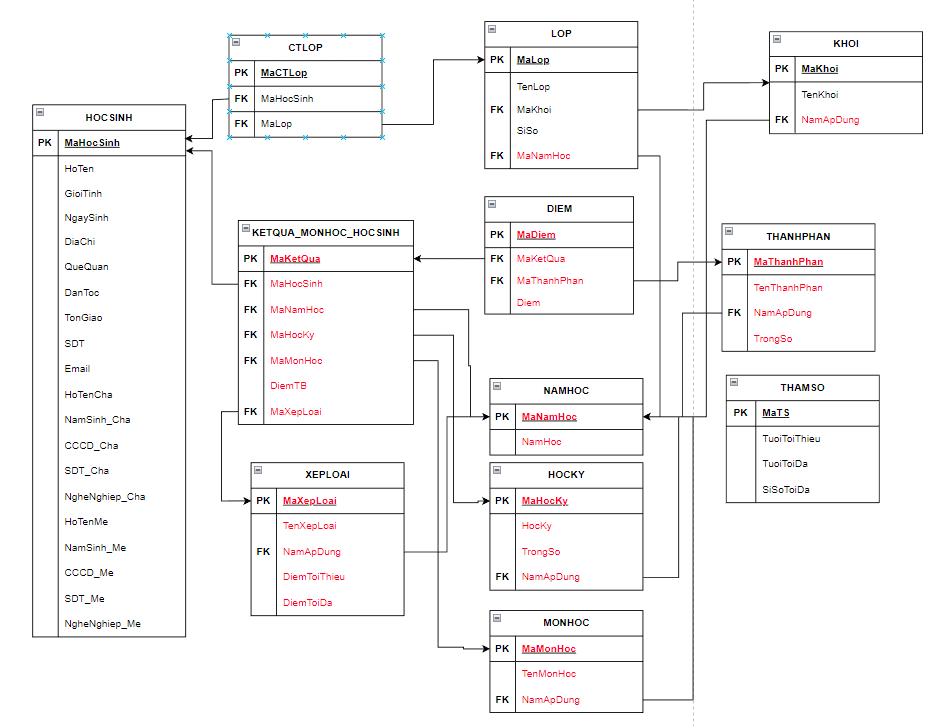 CTLOP
PK MaCTLop
FK MaHocSinh
FK MaLop
LOP
PK MaLop
TenLop
FK MaKhoi
SiSo
FK MaNamHoc
KHOI
PK MaKhoi
TenKhoi
FK NamApDung
HOCSINH
PK MaHocSinh
HoTen
GioiTinh
NgaySinh
DiaChi
QueQuan
DanToc
TonGiao
SDT
Email
HoTenCha
NamSinh_Cha
CCCD_Cha
SDT_Cha
NgheNghiep_Cha
HoTenMe
NamSinh_Me
CCCD_Me
SDT_Me
NgheNghiep_Me
KETQUA_MONHOC_HOCSINH
PK MaKetQua
FK MaHocSinh
FK MaNamHoc
FK MaHocKy
FK MaMonHoc
DiemTB
FK MaXepLoai
DIEM
PK MaDiem
FK MaKetQua
FK MaThanhPhan
Diem
THANHPHAN
PK MaThanhPhan
TenThanhPhan
FK NamApDung
TrongSo
NAMHOC
PK MaNamHoc
NamHoc
THAMSO
PK MaTS
TuoiToiThieu
TuoiToiDa
SiSoToiDa
XEPLOAI
PK MaXepLoai
TenXepLoai
FK NamApDung
DiemToiThieu
DiemToiDa
HOCKY
PK MaHocKy
HocKy
TrongSo
FK NamApDung
MONHOC
PK MaMonHoc
TenMonHoc
FK NamApDung